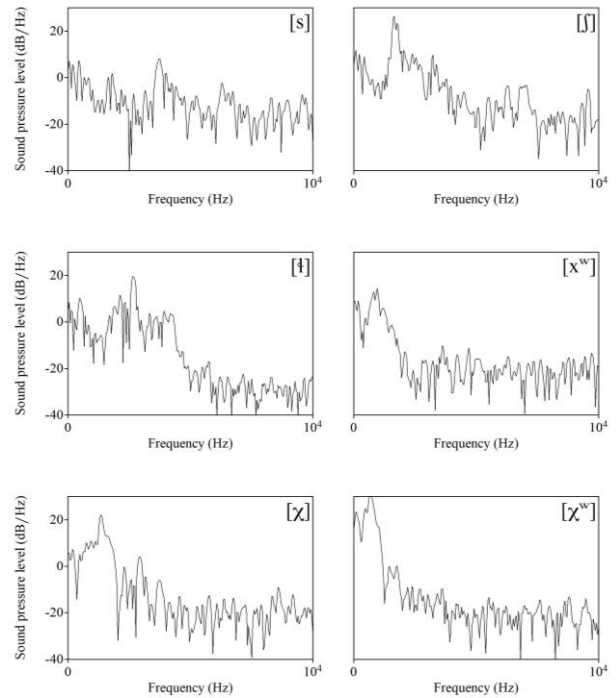 [s]
[ʃ]
Sound pressure level (dB/Hz)
20
0
-20
-40
0
10⁴
Frequency (Hz)
0
10⁴
Frequency (Hz)
[ɬ]
[xʷ]
Sound pressure level (dB/Hz)
20
0
-20
-40
0
10⁴
Frequency (Hz)
0
10⁴
Frequency (Hz)
[χ]
[χʷ]
Sound pressure level (dB/Hz)
20
0
-20
-40
0
10⁴
Frequency (Hz)
0
10⁴
Frequency (Hz)